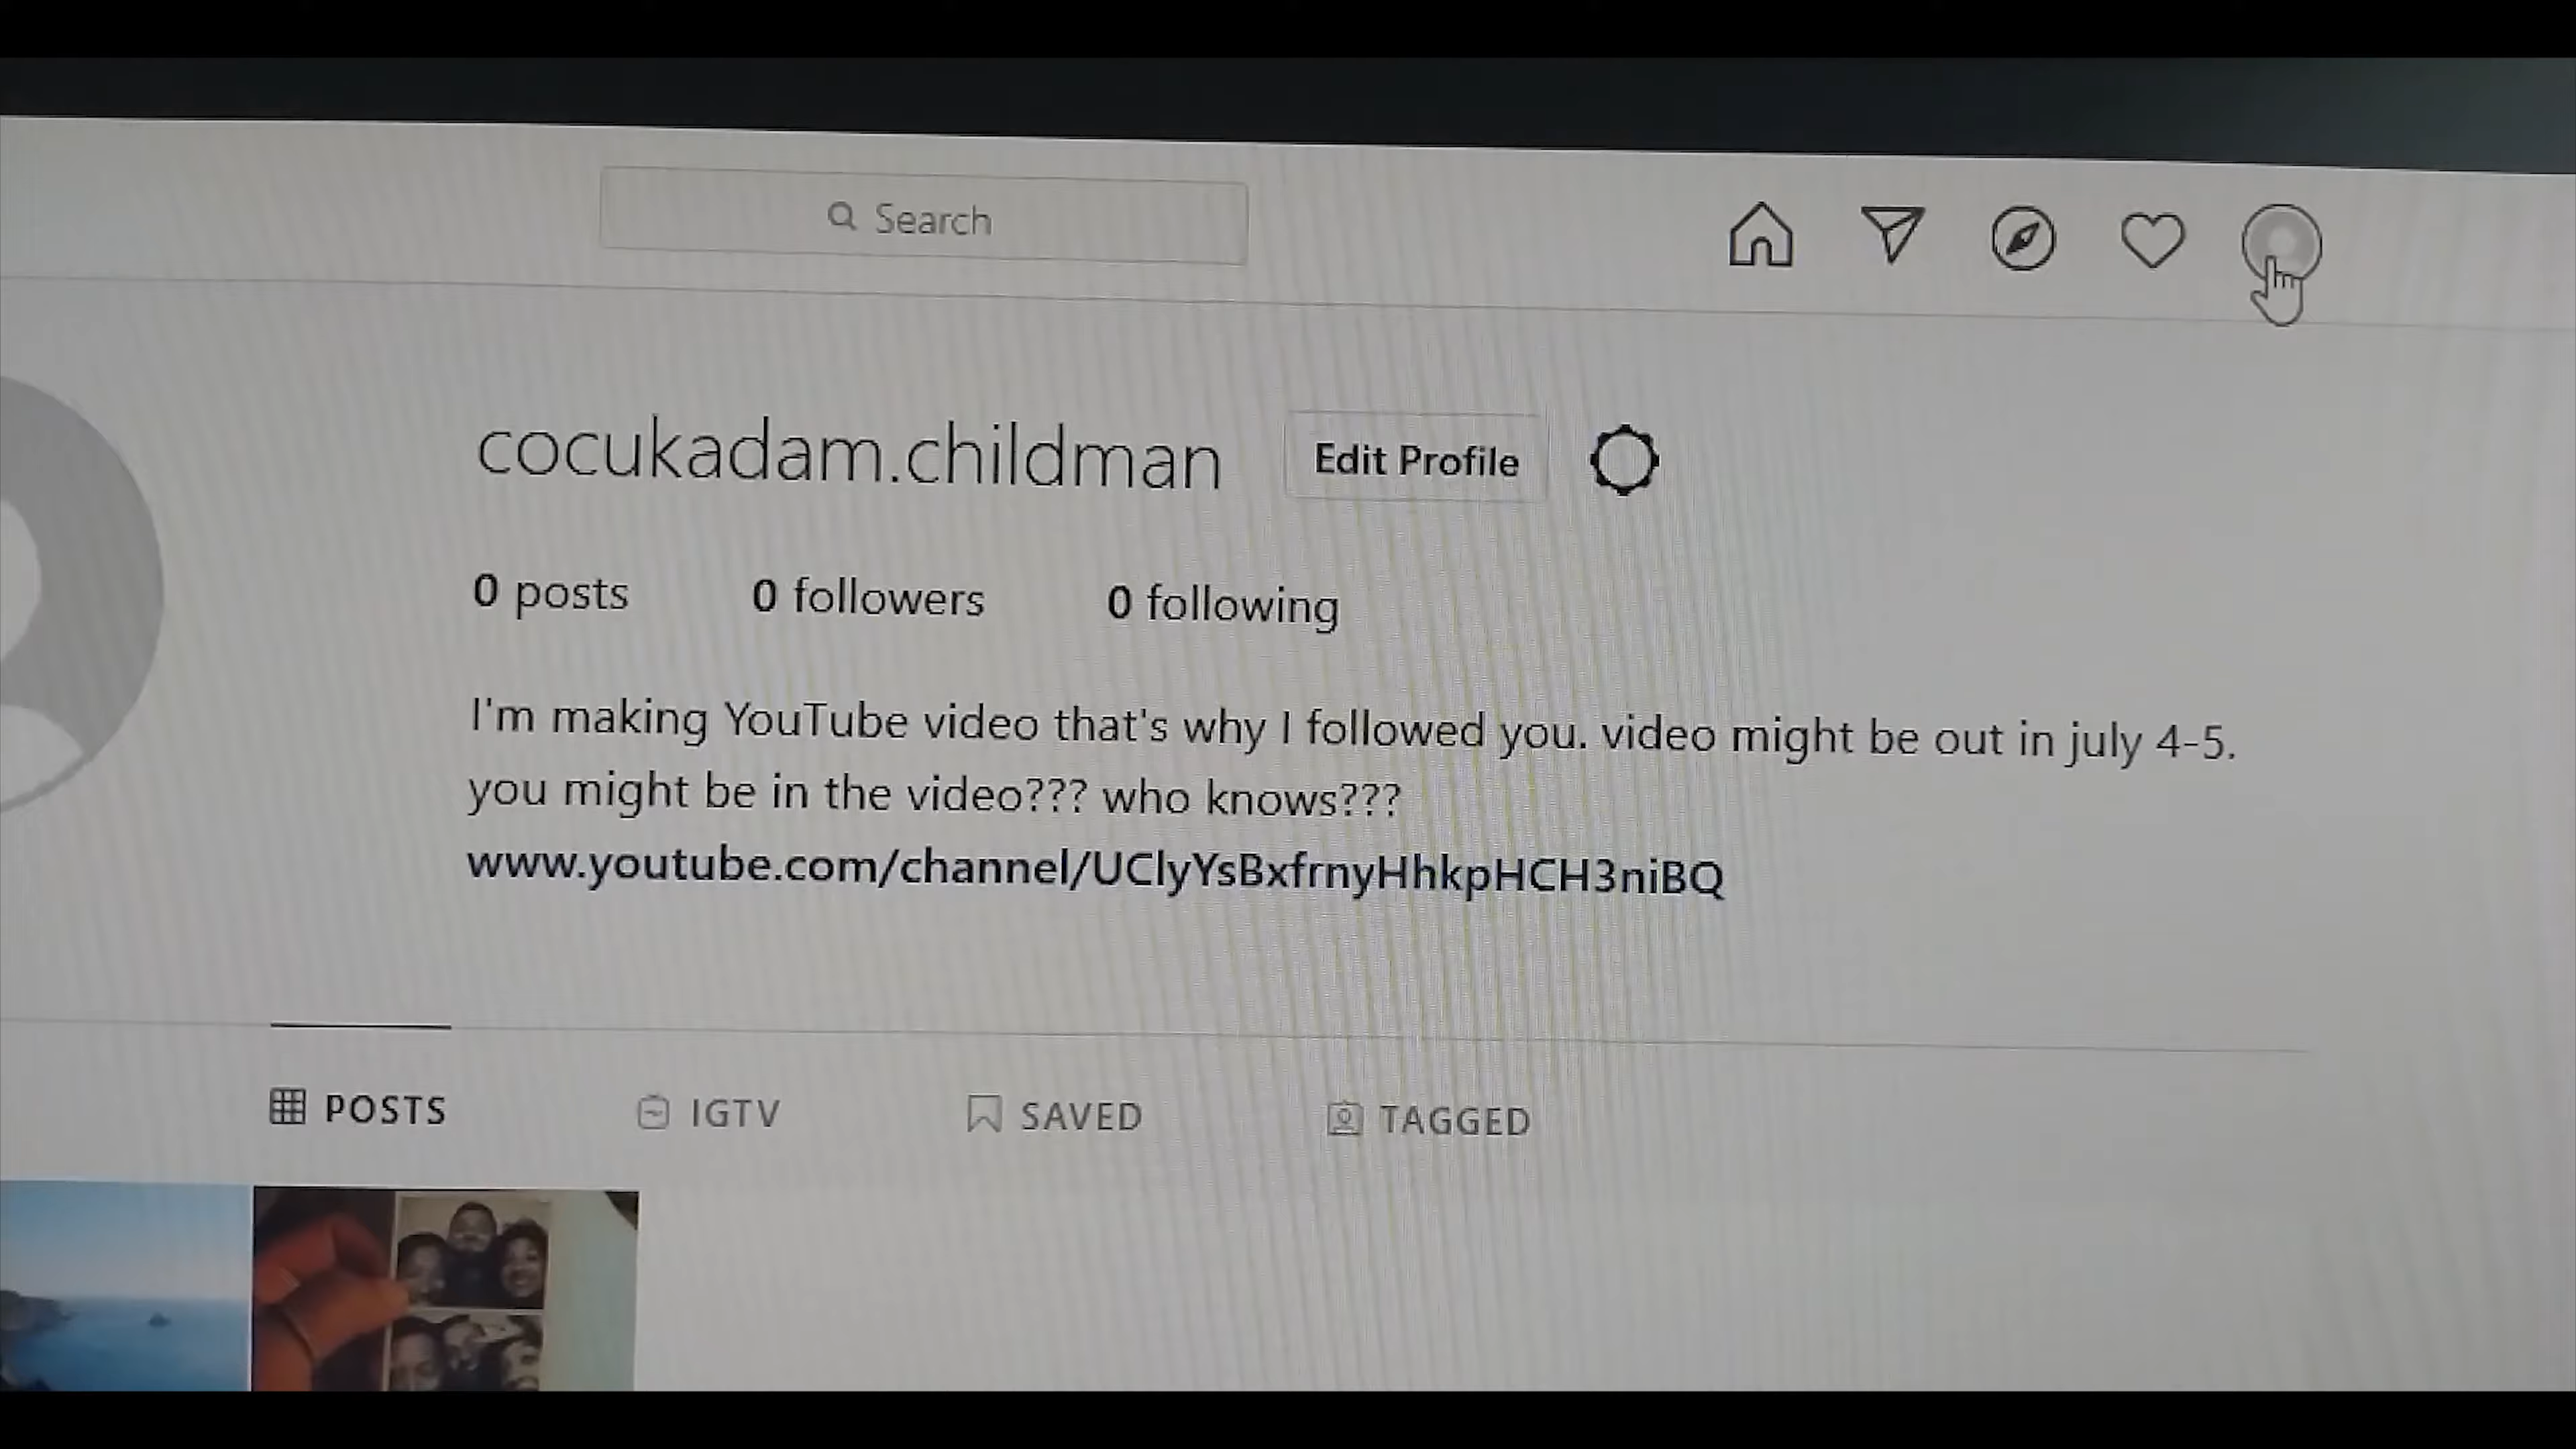 Search
cocukadam.childman Edit Profile
0 posts 0 followers 0 following
I'm making YouTube video that's why I followed you. video might be out in july 4-5.
you might be in the video??? who knows???
www.youtube.com/channel/UClyYsBxfrnyHhkpHCH3niBQ
POSTS IGTV SAVED TAGGED